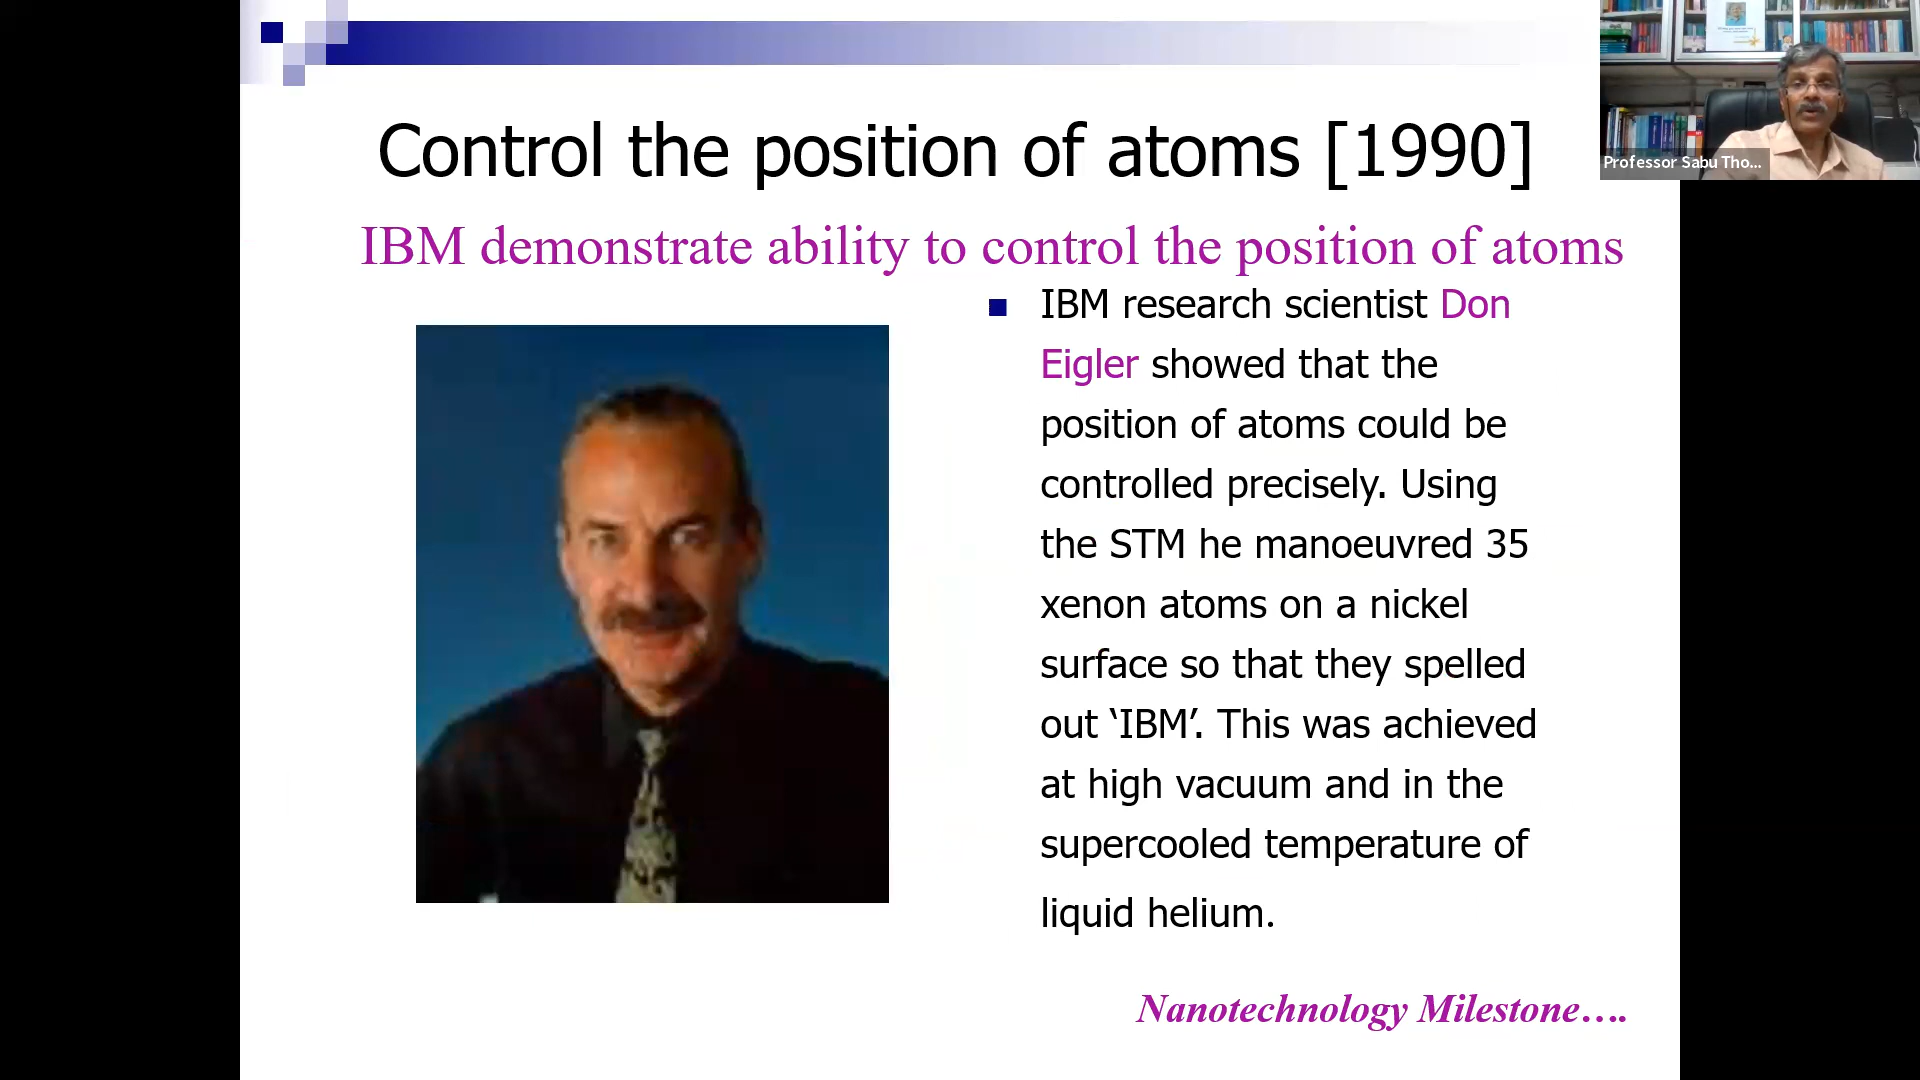 Control the position of atoms [1990]
IBM demonstrate ability to control the position of atoms
IBM research scientist Don
Eigler showed that the
position of atoms could be
controlled precisely. Using
the STM he manoeuvred 35
xenon atoms on a nickel
surface so that they spelled
out ‘IBM’. This was achieved
at high vacuum and in the
supercooled temperature of
liquid helium.
Nanotechnology Milestone….
Professor Sabu Tho...